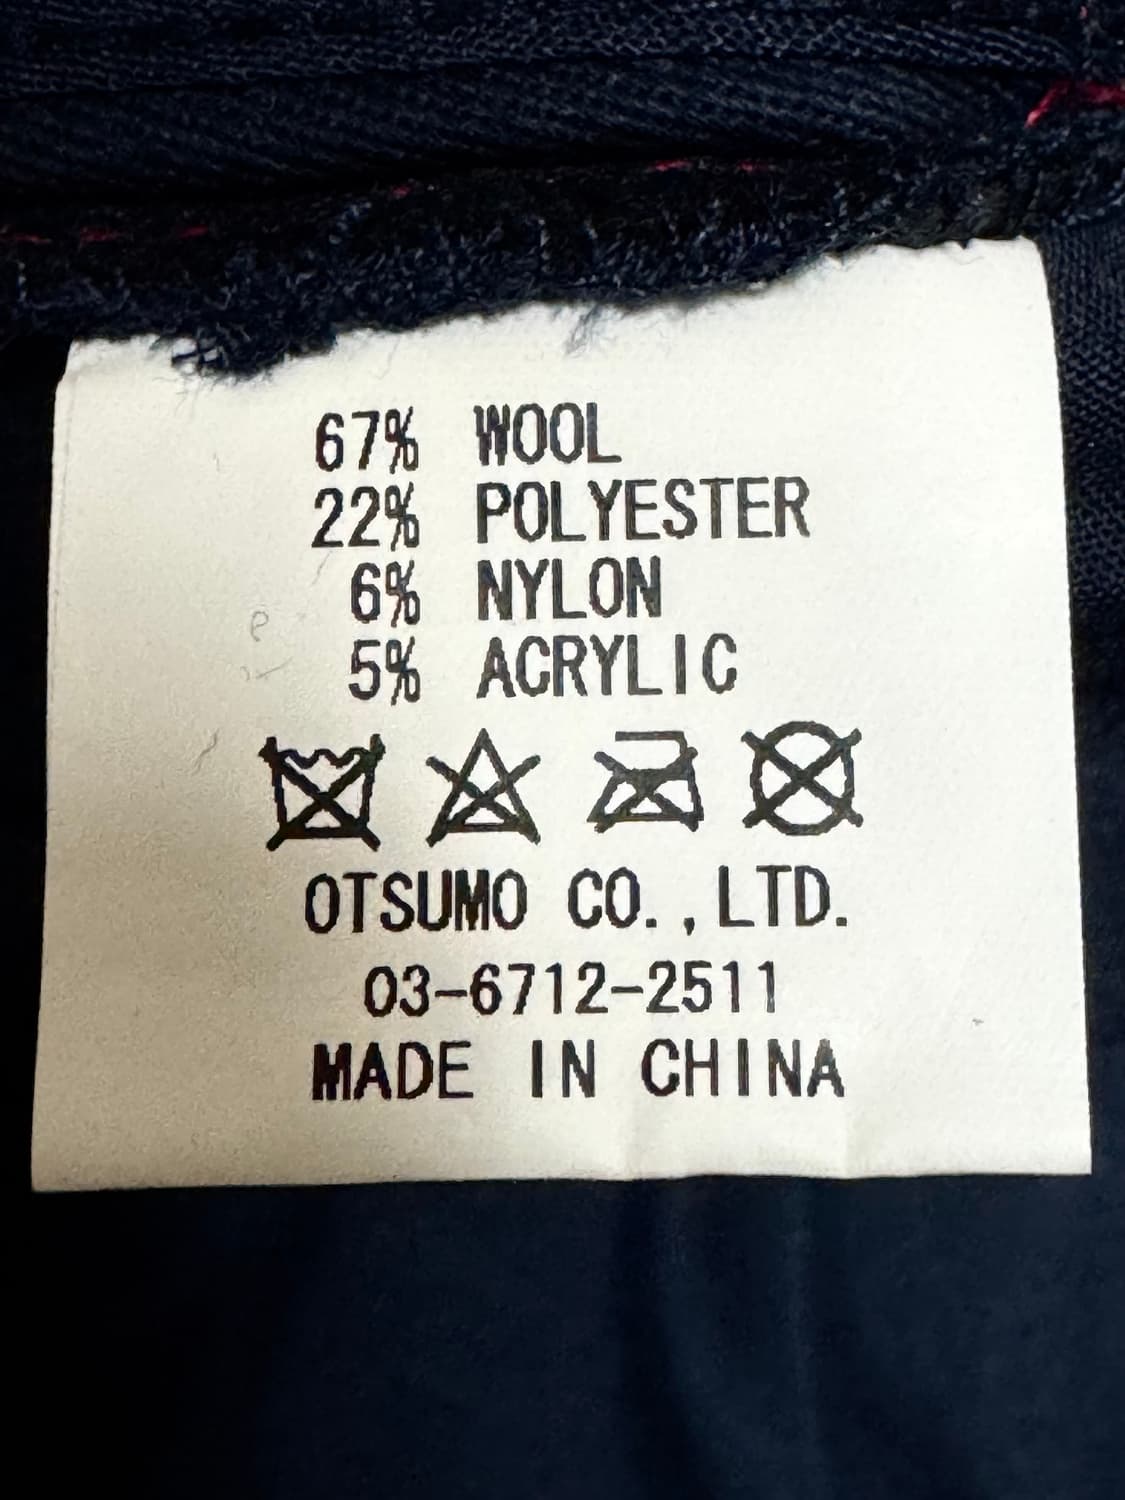 67% WOOL
22% POLYESTER
6% NYLON
5% ACRYLIC
OTSUMO CO.,LTD.
03-6712-2511
MADE IN CHINA